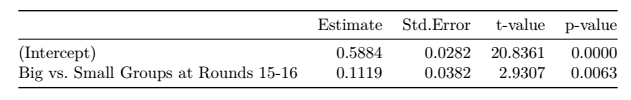 Estimate Std.Error t-value p-value
(Intercept) 0.5884 0.0282 20.8361 0.0000
Big vs. Small Groups at Rounds 15-16 0.1119 0.0382 2.9307 0.0063